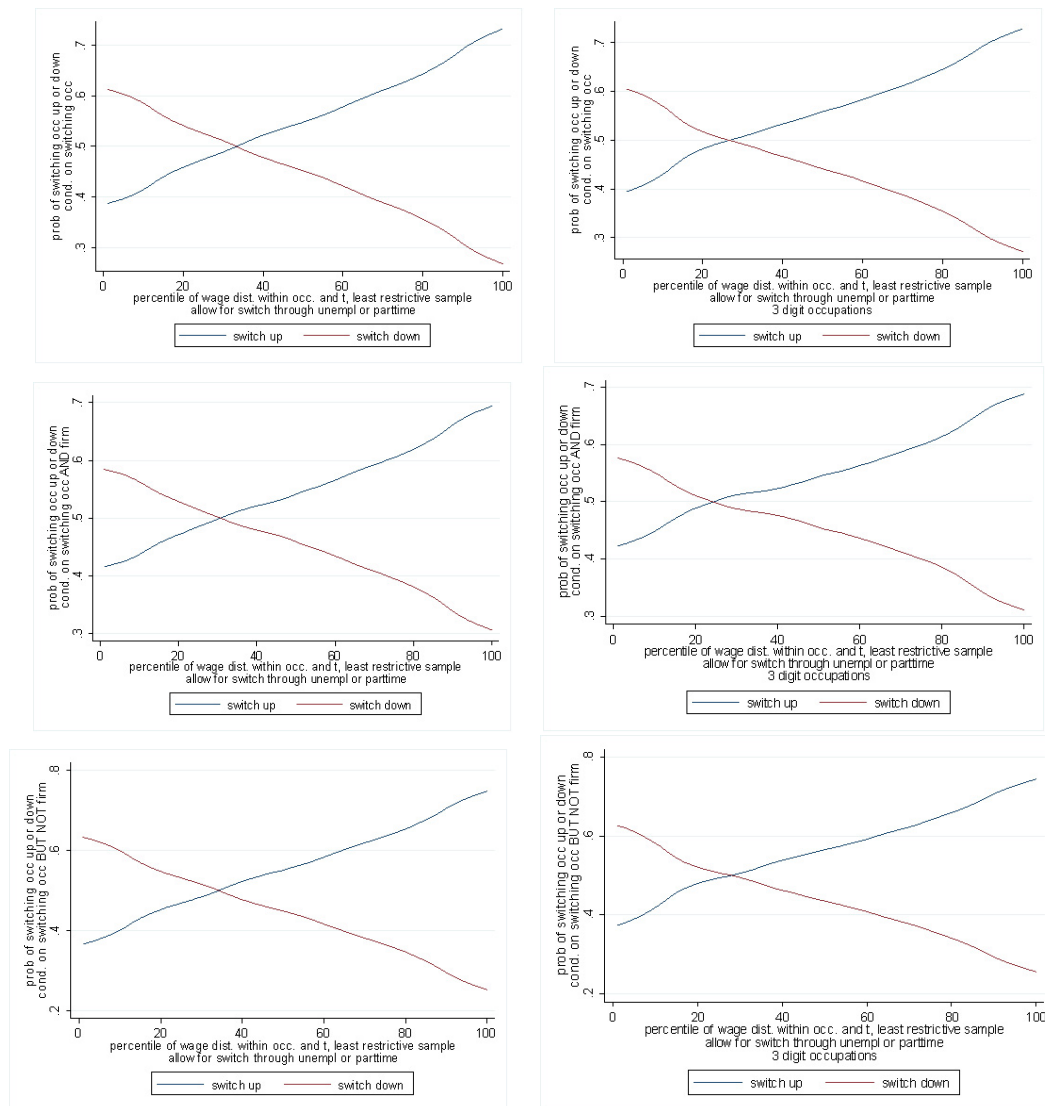 prob of switching occ up or down
cond. on switching occ
.7
.6
.5
.4
.3
0 20 40 60 80 100
percentile of wage dist. within occ. and t, least restrictive sample
allow for switch through unempl or parttime
switch up switch down
prob of switching occ up or down
cond. on switching occ
.7
.6
.5
.4
.3
0 20 40 60 80 100
percentile of wage dist. within occ. and t, least restrictive sample
allow for switch through unempl or parttime
3 digit occupations
switch up switch down
prob of switching occ up or down
cond. on switching occ AND firm
.7
.6
.5
.4
.3
0 20 40 60 80 100
percentile of wage dist. within occ. and t, least restrictive sample
allow for switch through unempl or parttime
switch up switch down
prob of switching occ up or down
cond. on switching occ AND firm
.7
.6
.5
.4
.3
0 20 40 60 80 100
percentile of wage dist. within occ. and t, least restrictive sample
allow for switch through unempl or parttime
3 digit occupations
switch up switch down
prob of switching occ up or down
cond. on switching occ BUT NOT firm
.8
.6
.4
.2
0 20 40 60 80 100
percentile of wage dist. within occ. and t, least restrictive sample
allow for switch through unempl or parttime
switch up switch down
prob of switching occ up or down
cond. on switching occ BUT NOT firm
.8
.6
.4
.2
0 20 40 60 80 100
percentile of wage dist. within occ. and t, least restrictive sample
allow for switch through unempl or parttime
3 digit occupations
switch up switch down